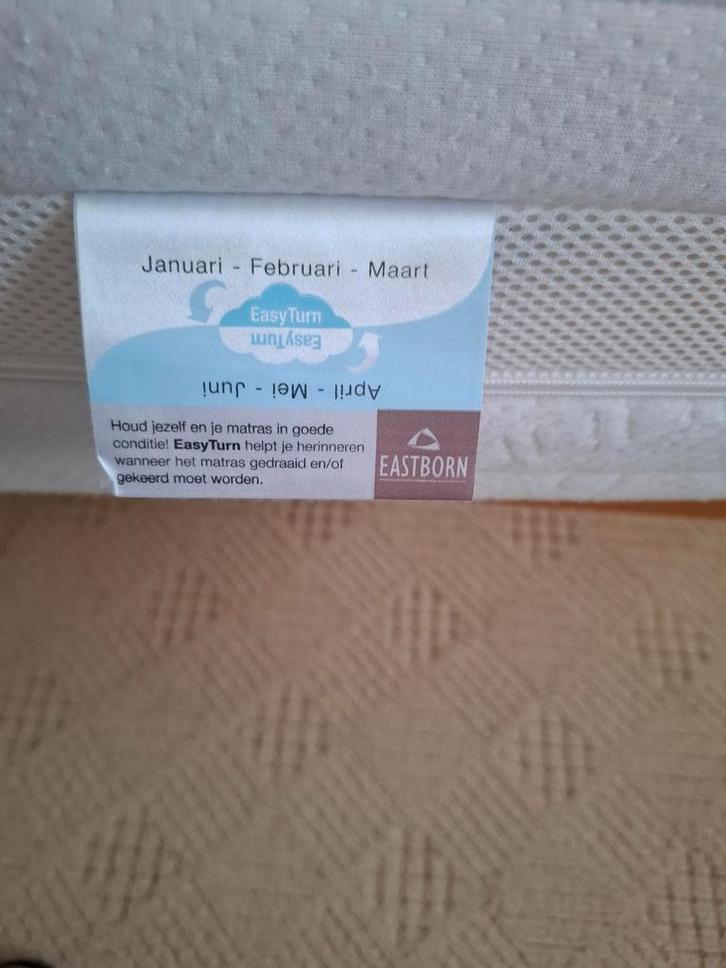 Januari - Februari - Maart
EasyTurn
EasyTurn
April - Mei - Juni
Houd jezelf en je matras in goede
conditie! EasyTurn helpt je herinneren
wanneer het matras gedraaid en/of
gekeerd moet worden.
EASTBORN